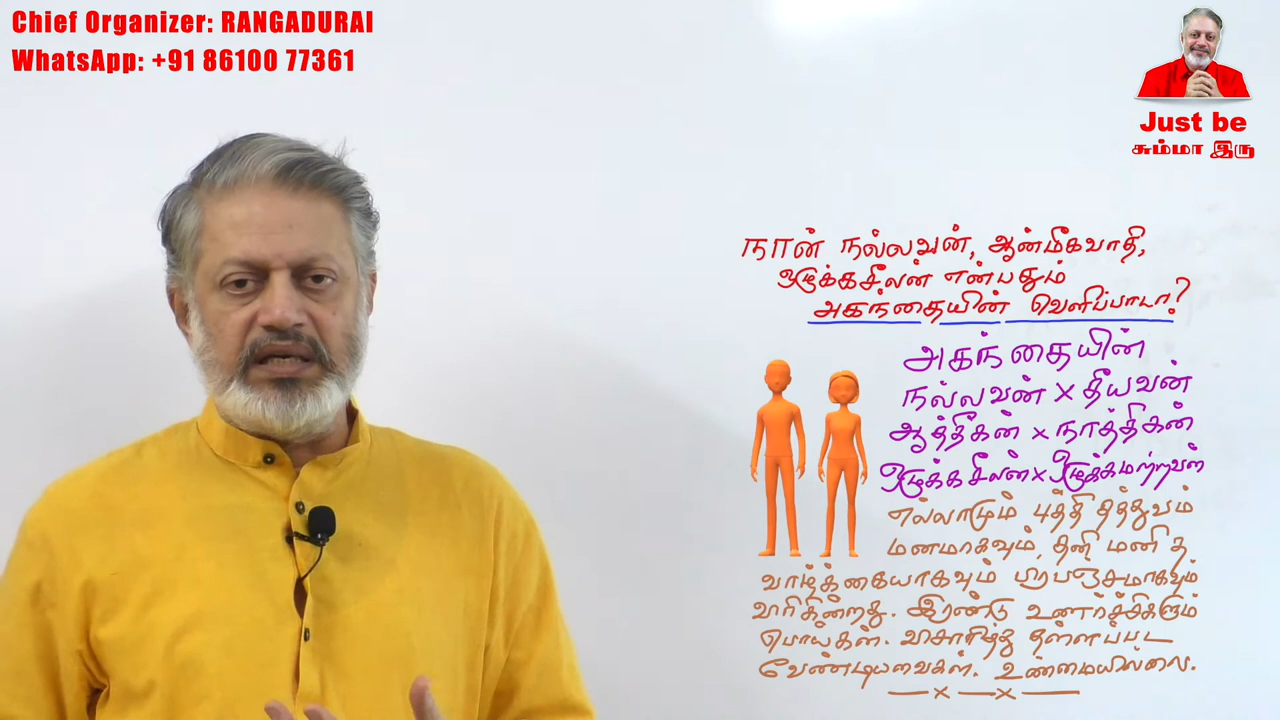 Chief Organizer: RANGADURAI
WhatsApp: +91 86100 77361
Just be
சும்மா இரு
நான் நல்லவன், ஆன்மீகவாதி,
ஒழுக்கசீலன் என்பதும்
அகந்தையின் வெளிப்பாடா?
அகந்தையின்
நல்லவன் x தீயவன்
ஆத்திகன் x நாத்திகன்
ஒழுக்கசீலன் x ஒழுக்கமற்றவன்
எல்லாமும் புத்தி தத்துவம்
மனமாகவும், தனி மனித
வாழ்க்கையாகவும் பிரபஞ்சமாகவும்
விரிகின்றது. இரண்டு உணர்ச்சிகளும்
பொய்கள். விசாரித்து தள்ளப்பட
வேண்டியவைகள். உண்மையில்லை.